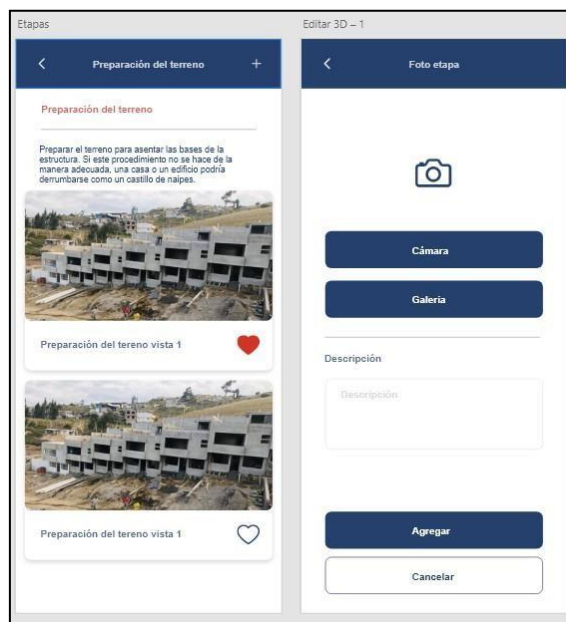 Etapas
Preparación del terreno +
Preparación del terreno
Preparar el terreno para asentar las bases de la
estructura. Si este procedimiento no se hace de la
manera adecuada, una casa o un edificio podría
derrumbarse como un castillo de naipes.
Preparación del tereno vista 1
Preparación del tereno vista 1
Editar 3D – 1
Foto etapa
Cámara
Galeria
Descripción
Descripción
Agregar
Cancelar